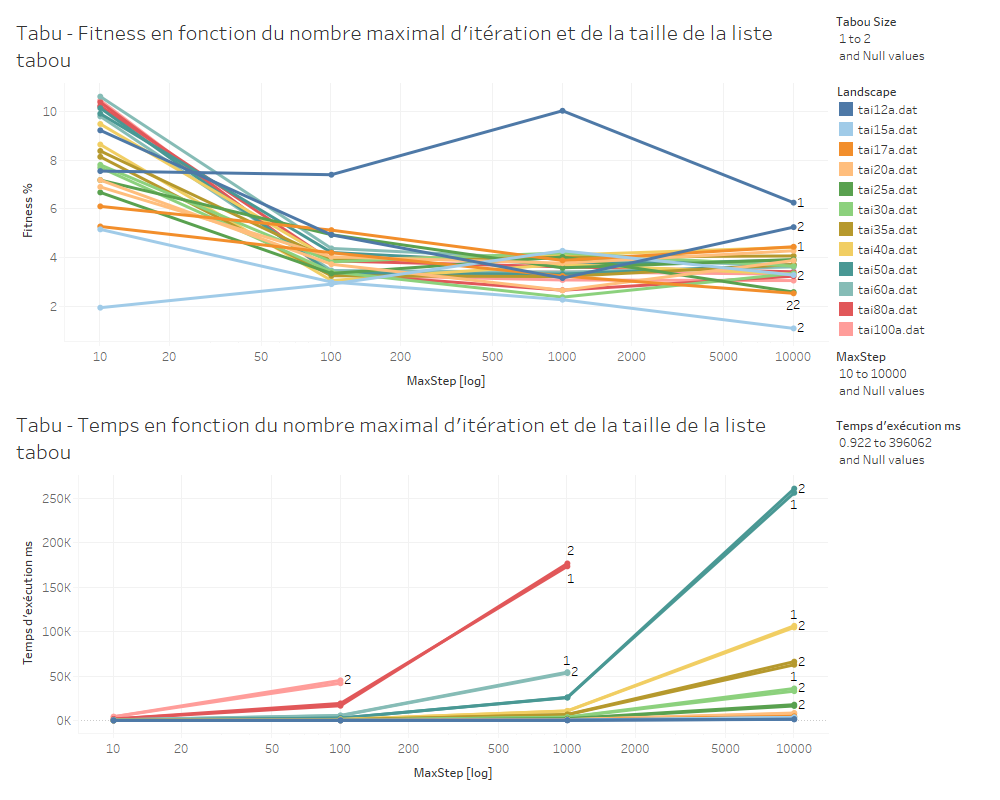 Tabu - Fitness en fonction du nombre maximal d'itération et de la taille de la liste
tabou
10
8
6
4
2
Fitness %
1
2
1
2
22
2
10
20
50
100
200
500
1000
2000
5000
10000
MaxStep [log]
Tabou Size
1 to 2
and Null values
Landscape
tai12a.dat
tai15a.dat
tai17a.dat
tai20a.dat
tai25a.dat
tai30a.dat
tai35a.dat
tai40a.dat
tai50a.dat
tai60a.dat
tai80a.dat
tai100a.dat
MaxStep
10 to 10000
and Null values
Temps d'exécution ms
0.922 to 396062
and Null values
Tabu - Temps en fonction du nombre maximal d'itération et de la taille de la liste
tabou
250K
200K
150K
100K
50K
0K
Temps d'exécution ms
2
2
1
1
2
2
1
1
2
2
1
2
2
10
20
50
100
200
500
1000
2000
5000
10000
MaxStep [log]